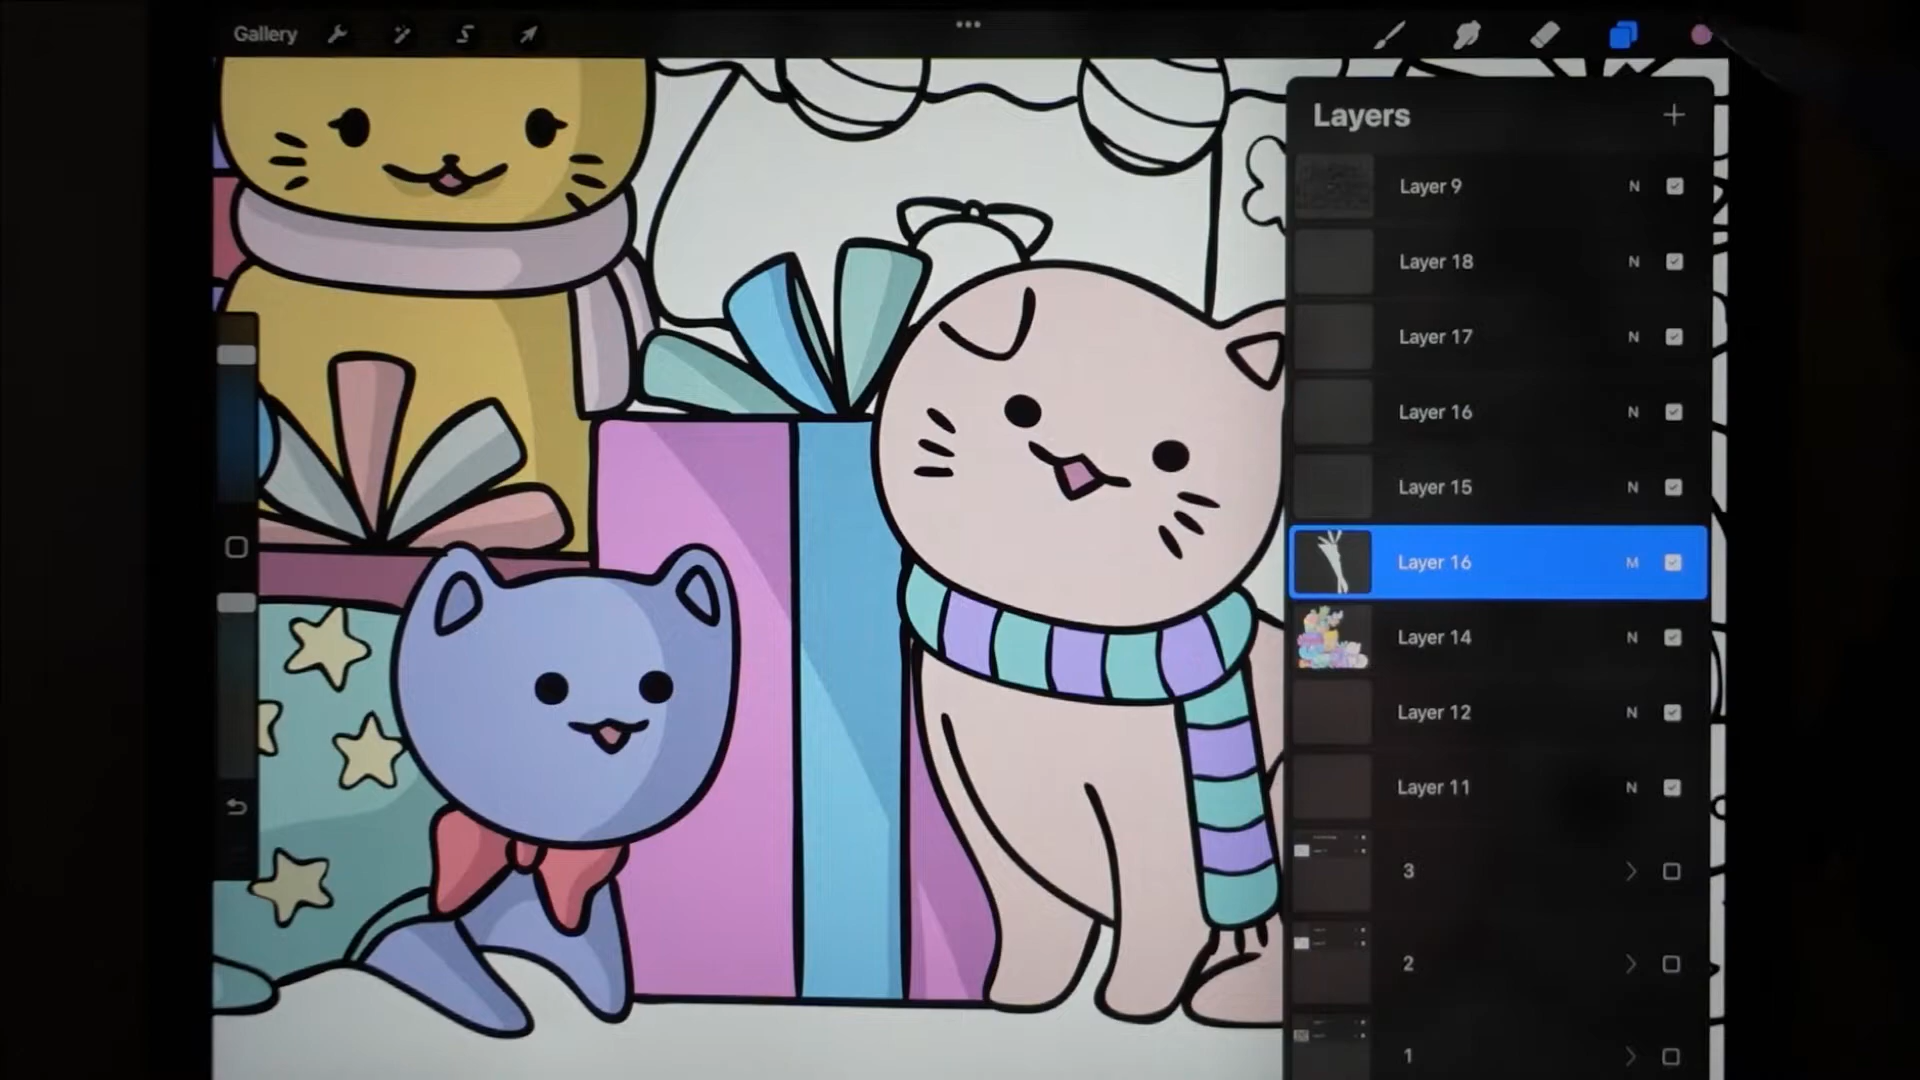 Gallery
Layers
Layer 9 N
Layer 18 N
Layer 17 N
Layer 16 N
Layer 15 N
Layer 16 M
Layer 14 N
Layer 12 N
Layer 11 N
3
2
1